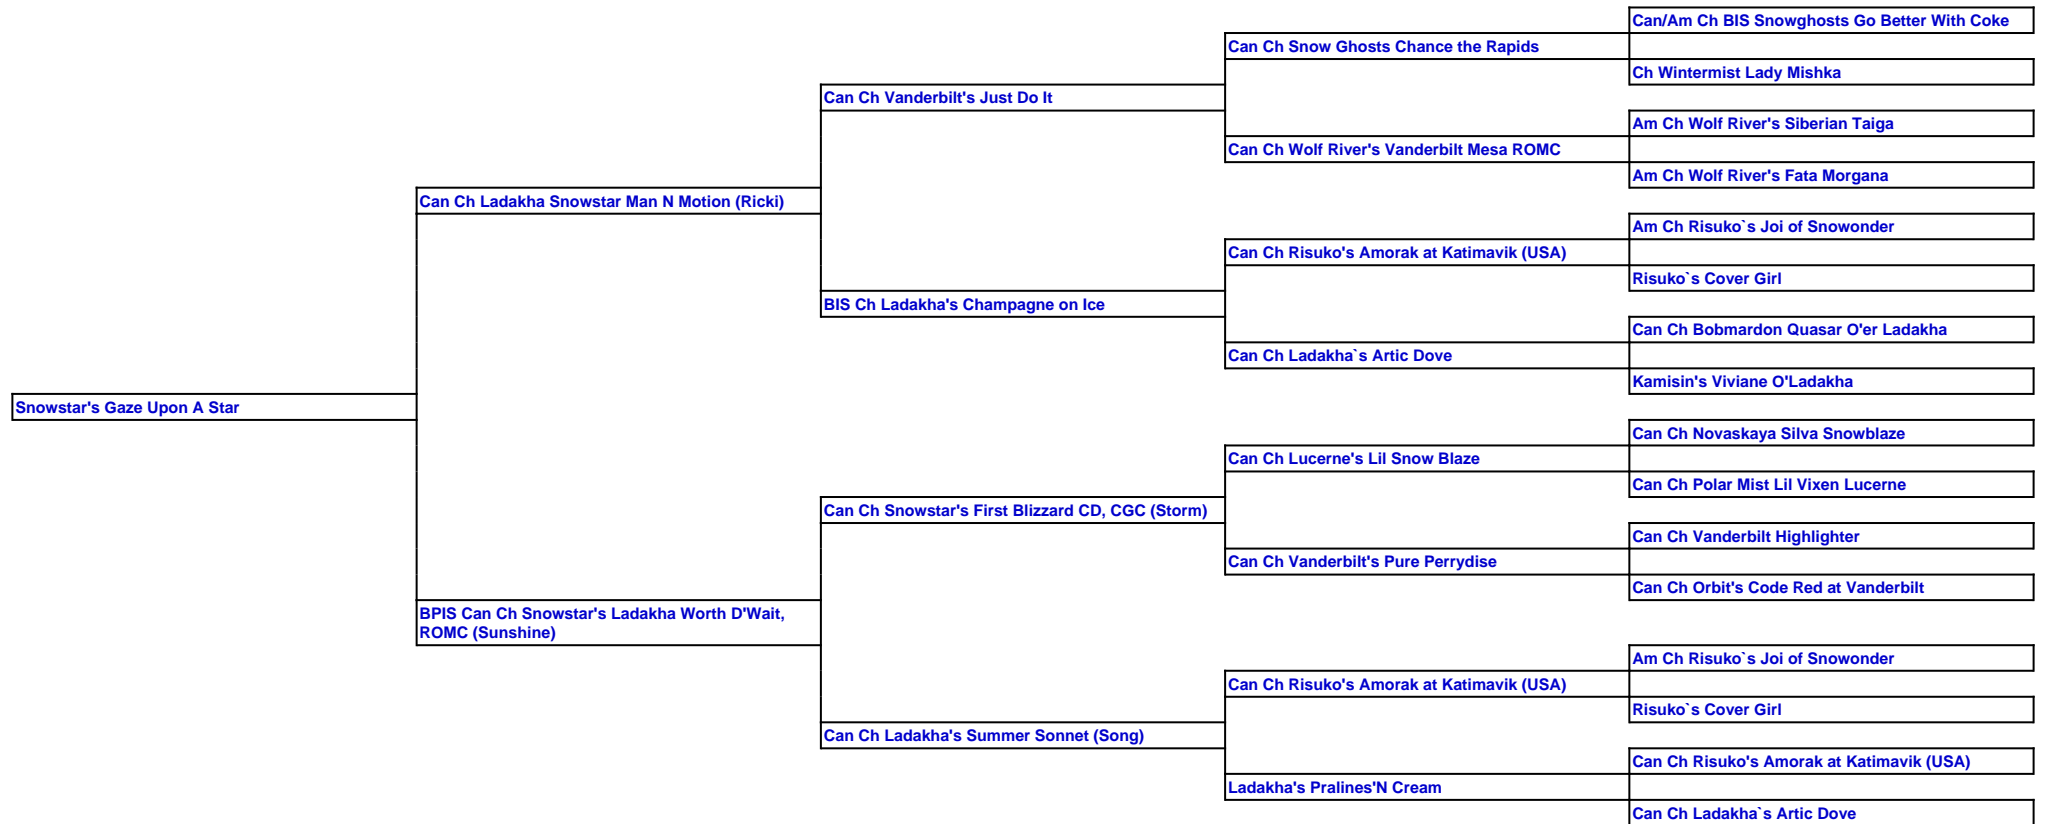 Can/Am Ch BIS Snowghosts Go Better With Coke
Can Ch Snow Ghosts Chance the Rapids
Ch Wintermist Lady Mishka
Can Ch Vanderbilt's Just Do It
Am Ch Wolf River's Siberian Taiga
Can Ch Wolf River's Vanderbilt Mesa ROMC
Am Ch Wolf River's Fata Morgana
Can Ch Ladakha Snowstar Man N Motion (Ricki)
Am Ch Risuko`s Joi of Snowonder
Can Ch Risuko's Amorak at Katimavik (USA)
Risuko`s Cover Girl
BIS Ch Ladakha's Champagne on Ice
Can Ch Bobmardon Quasar O'er Ladakha
Can Ch Ladakha`s Artic Dove
Kamisin's Viviane O'Ladakha
Snowstar's Gaze Upon A Star
Can Ch Novaskaya Silva Snowblaze
Can Ch Lucerne's Lil Snow Blaze
Can Ch Polar Mist Lil Vixen Lucerne
Can Ch Snowstar's First Blizzard CD, CGC (Storm)
Can Ch Vanderbilt Highlighter
Can Ch Vanderbilt's Pure Perrydise
Can Ch Orbit's Code Red at Vanderbilt
BPIS Can Ch Snowstar's Ladakha Worth D'Wait,
ROMC (Sunshine)
Am Ch Risuko`s Joi of Snowonder
Can Ch Risuko's Amorak at Katimavik (USA)
Risuko`s Cover Girl
Can Ch Ladakha's Summer Sonnet (Song)
Can Ch Risuko's Amorak at Katimavik (USA)
Ladakha's Pralines'N Cream
Can Ch Ladakha`s Artic Dove